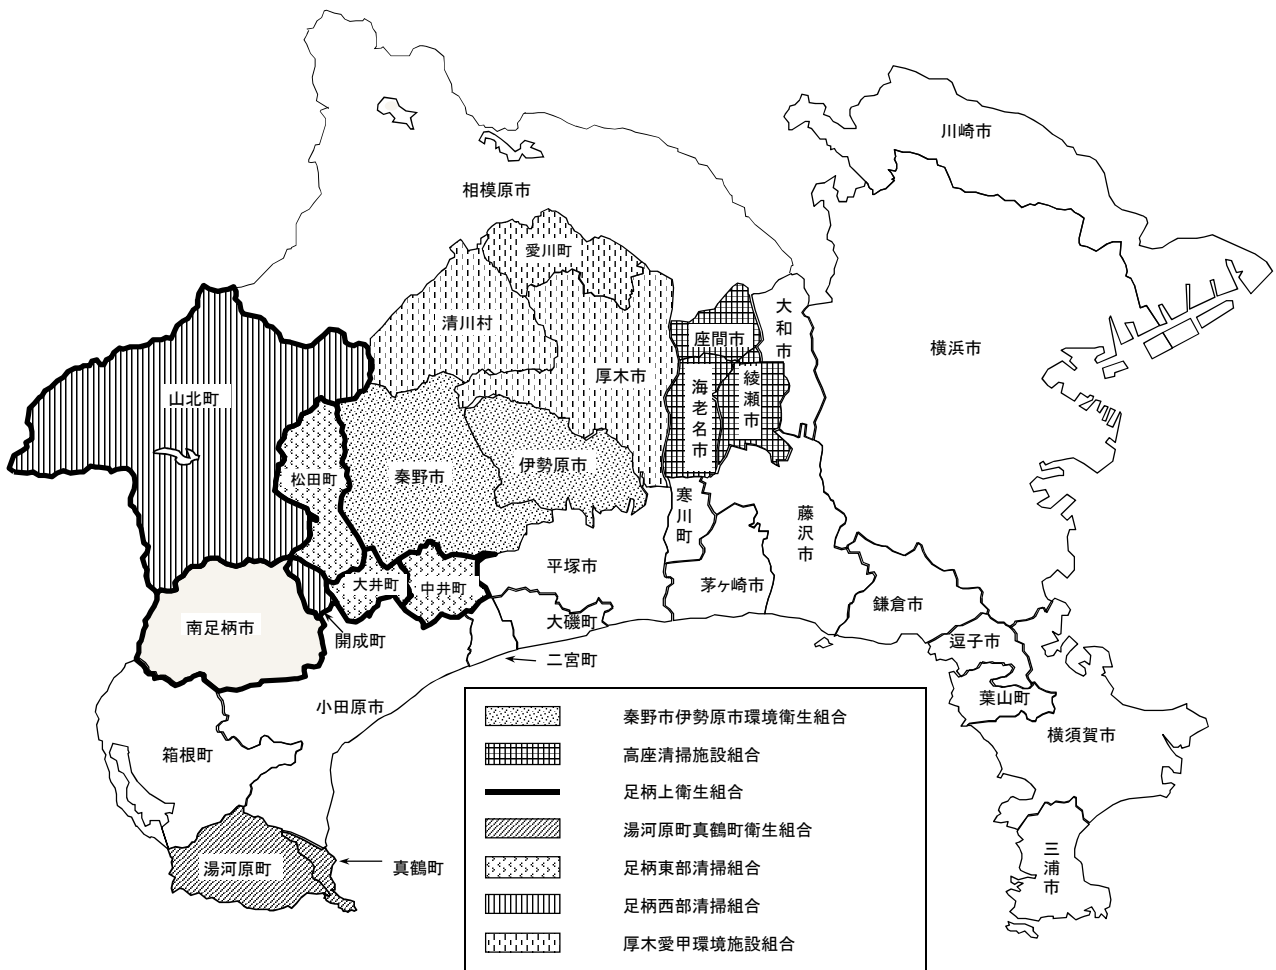 川崎市
相模原市
愛川町
清川村
大和市
座間市
横浜市
厚木市
綾瀬市
海老名市
山北町
伊勢原市
秦野市
松田町
寒川町
藤沢市
平塚市
大井町
中井町
茅ヶ崎市
鎌倉市
大磯町
南足柄市
開成町
逗子市
二宮町
葉山町
小田原市
横須賀市
箱根町
三浦市
湯河原町
真鶴町
秦野市伊勢原市環境衛生組合
高座清掃施設組合
足柄上衛生組合
湯河原町真鶴町衛生組合
足柄東部清掃組合
足柄西部清掃組合
厚木愛甲環境施設組合